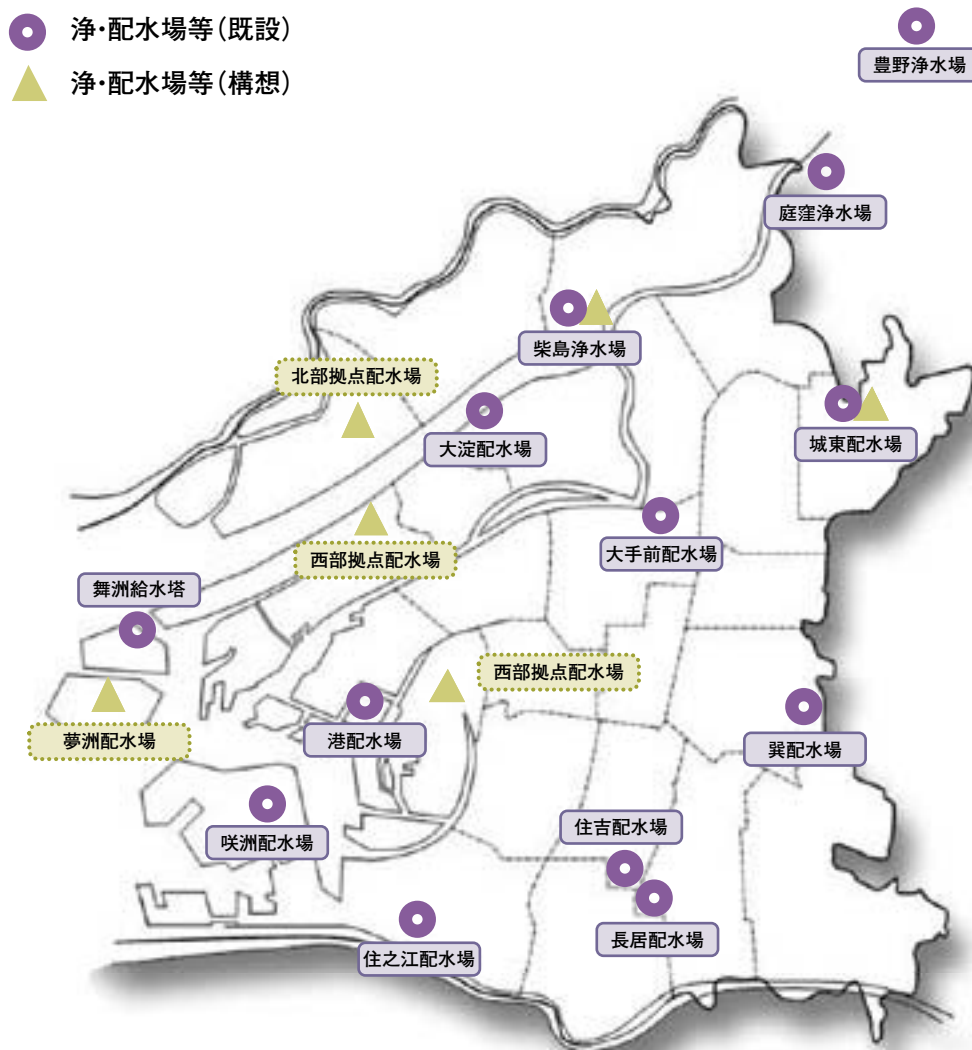 浄・配水場等(既設)
浄・配水場等(構想)
豊野浄水場
庭窪浄水場
柴島浄水場
北部拠点配水場
大淀配水場
城東配水場
西部拠点配水場
大手前配水場
舞洲給水塔
西部拠点配水場
夢洲配水場
港配水場
巽配水場
咲洲配水場
住吉配水場
長居配水場
住之江配水場